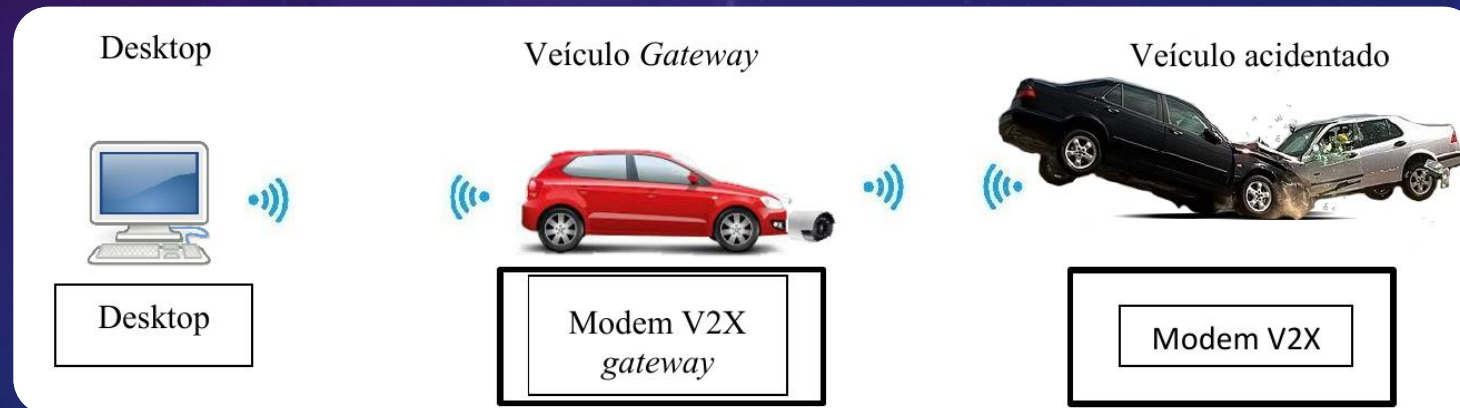 Desktop
Veículo Gateway
Veículo acidentado
Desktop
Modem V2X
gateway
Modem V2X